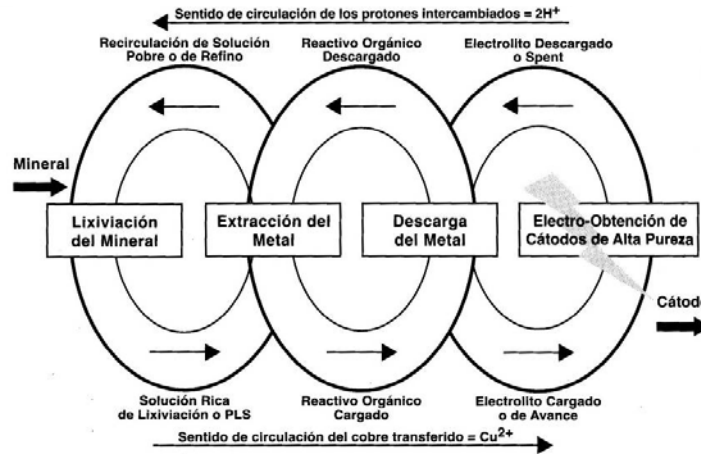 Sentido de circulación de los protones intercambiados = 2H⁺
Recirculación de Solución
Pobre o de Refino
Reactivo Orgánico
Descargado
Electrolito Descargado
o Spent
Mineral
Lixiviación
del Mineral
Extracción del
Metal
Descarga
del Metal
Electro-Obtención de
Cátodos de Alta Pureza
Cátodo
Solución Rica
de Lixiviación o PLS
Reactivo Orgánico
Cargado
Electrolito Cargado
o de Avance
Sentido de circulación del cobre transferido = Cu²⁺